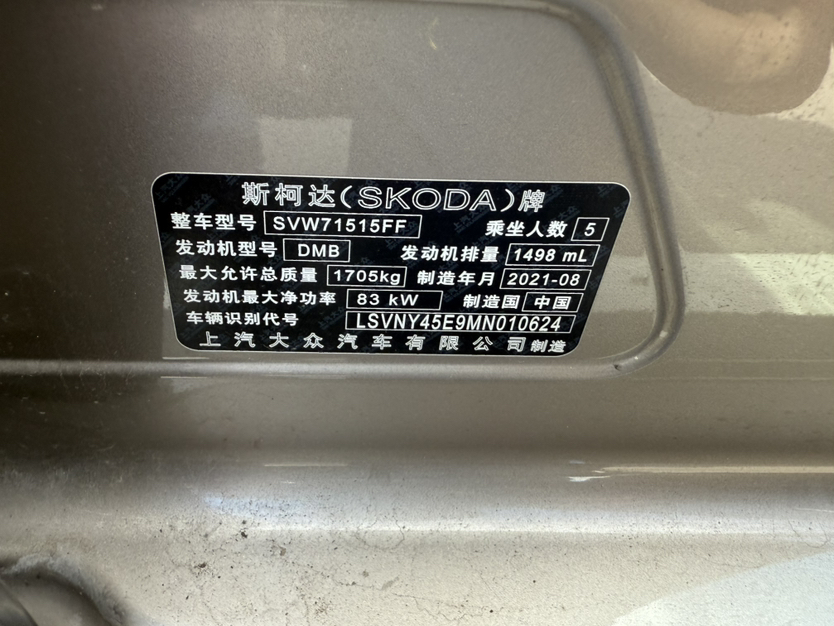 斯柯达(SKODA)牌
整车型号 SVW71515FF 乘坐人数 5
发动机型号 DMB 发动机排量 1498 mL
最大允许总质量 1705kg 制造年月 2021-08
发动机最大净功率 83 kW 制造国 中国
车辆识别代号 LSVNY45E9MN010624
上汽大众汽车有限公司制造